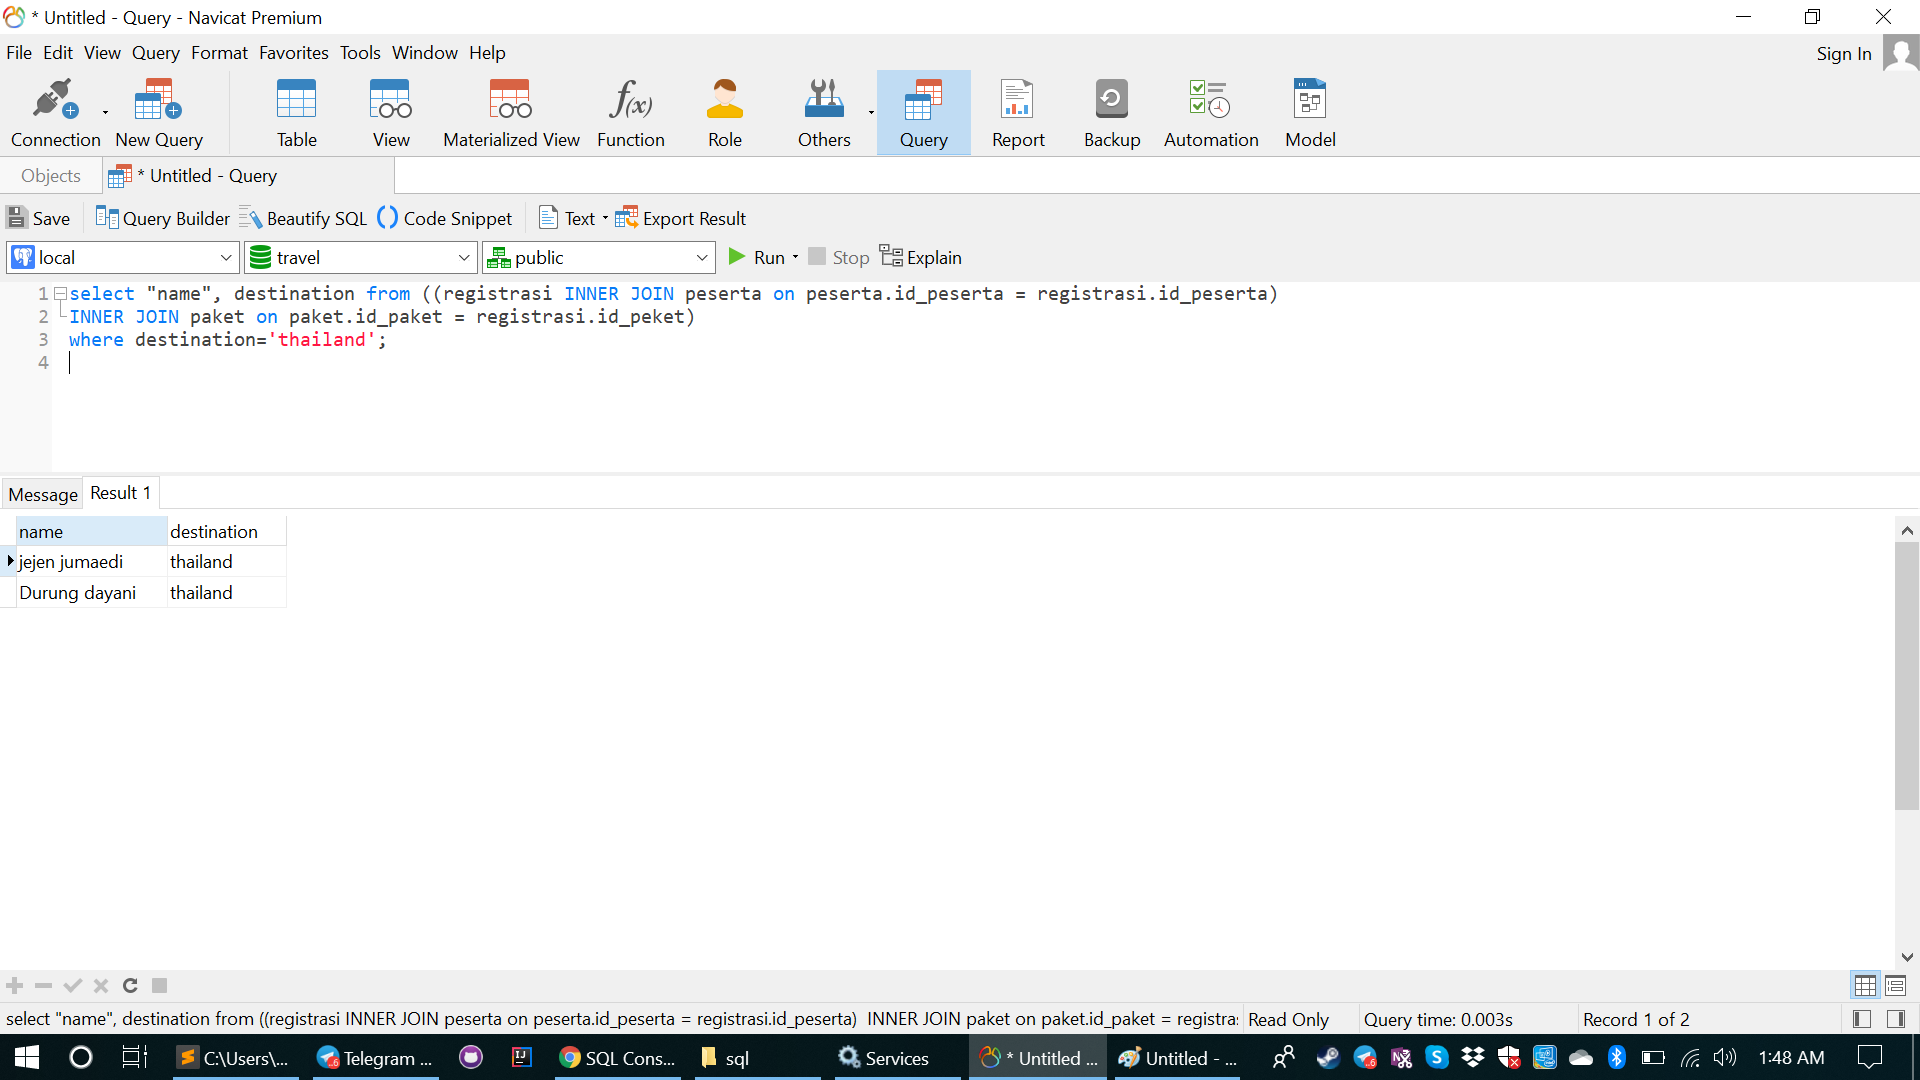 * Untitled - Query - Navicat Premium
File Edit View Query Format Favorites Tools Window Help
Sign In
Connection New Query Table View Materialized View Function Role Others Query Report Backup Automation Model
Objects * Untitled - Query
Save Query Builder Beautify SQL Code Snippet Text Export Result
local travel public Run Stop Explain
1 select "name", destination from ((registrasi INNER JOIN peserta on peserta.id_peserta = registrasi.id_peserta)
2 INNER JOIN paket on paket.id_paket = registrasi.id_peket)
3 where destination='thailand';
4
Message Result 1
name destination
jejen jumaedi thailand
Durung dayani thailand
select "name", destination from ((registrasi INNER JOIN peserta on peserta.id_peserta = registrasi.id_peserta) INNER JOIN paket on paket.id_paket = registra: Read Only Query time: 0.003s Record 1 of 2
C:\Users\... Telegram ... SQL Cons... sql Services * Untitled ... Untitled - ... 1:48 AM